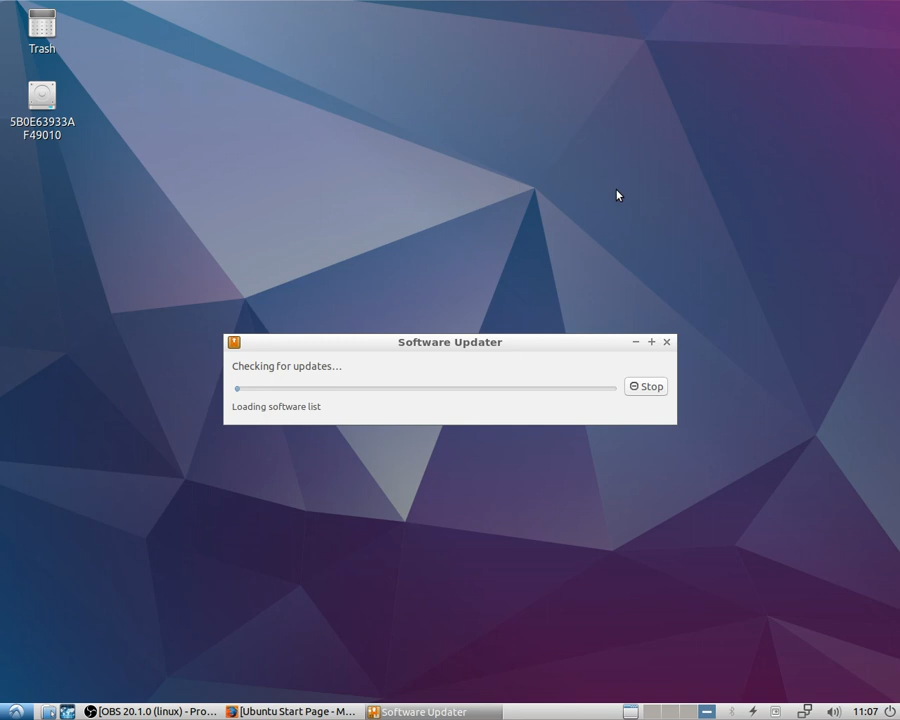 Trash
5B0E63933A
F49010
Software Updater
Checking for updates...
Stop
Loading software list
[OBS 20.1.0 (linux) - Pro...
[Ubuntu Start Page - M...
Software Updater
11:07